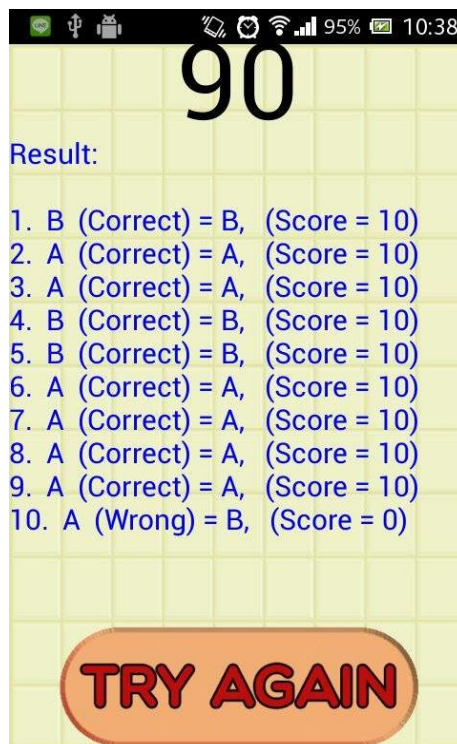 95% 10:38
90
Result:
1. B (Correct) = B, (Score = 10)
2. A (Correct) = A, (Score = 10)
3. A (Correct) = A, (Score = 10)
4. B (Correct) = B, (Score = 10)
5. B (Correct) = B, (Score = 10)
6. A (Correct) = A, (Score = 10)
7. A (Correct) = A, (Score = 10)
8. A (Correct) = A, (Score = 10)
9. A (Correct) = A, (Score = 10)
10. A (Wrong) = B, (Score = 0)
TRY AGAIN